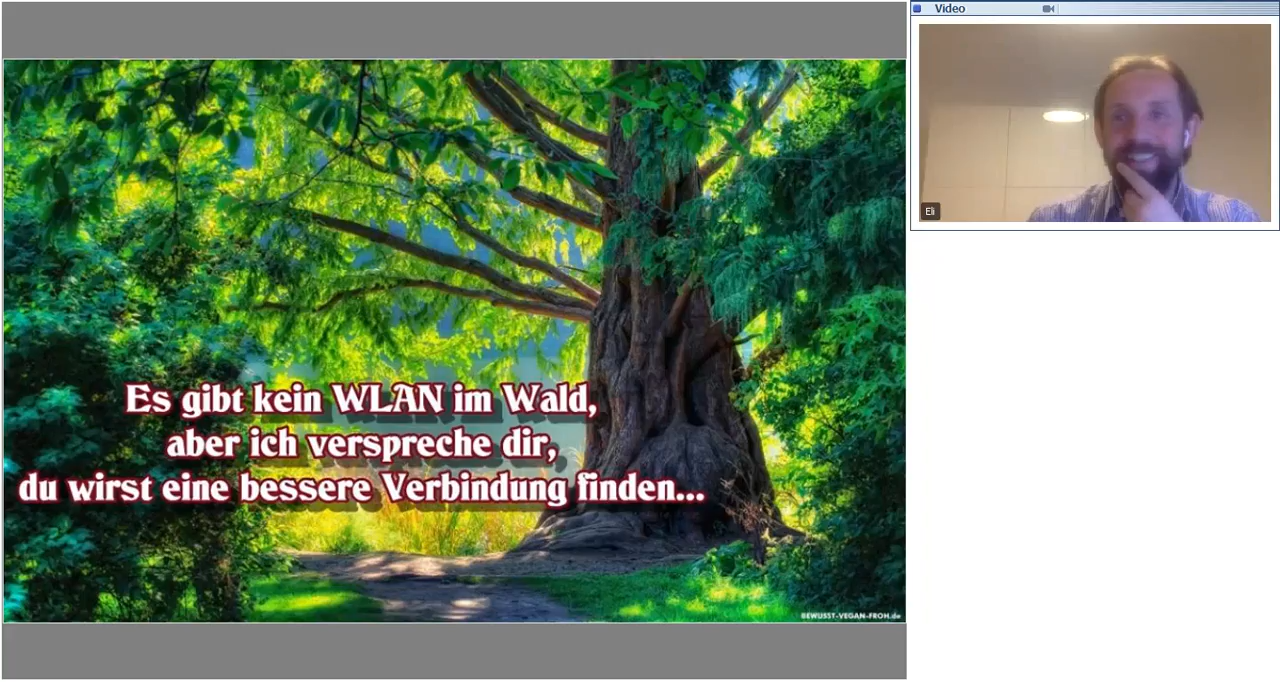 Video
Eli
Es gibt kein WLAN im Wald,
aber ich verspreche dir,
du wirst eine bessere Verbindung finden...
BEWUSST-VEGAN-FROH.de